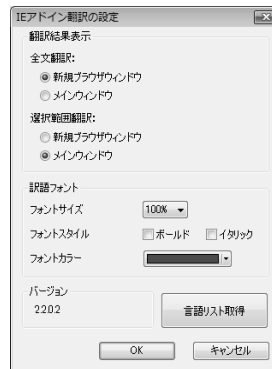 IEアドイン翻訳の設定
翻訳結果表示
全文翻訳:
新規ブラウザウィンドウ
メインウィンドウ
選択範囲翻訳:
新規ブラウザウィンドウ
メインウィンドウ
訳語フォント
フォントサイズ 100%
フォントスタイル ボールド イタリック
フォントカラー
バージョン
2.2.0.2 言語リスト取得
OK キャンセル